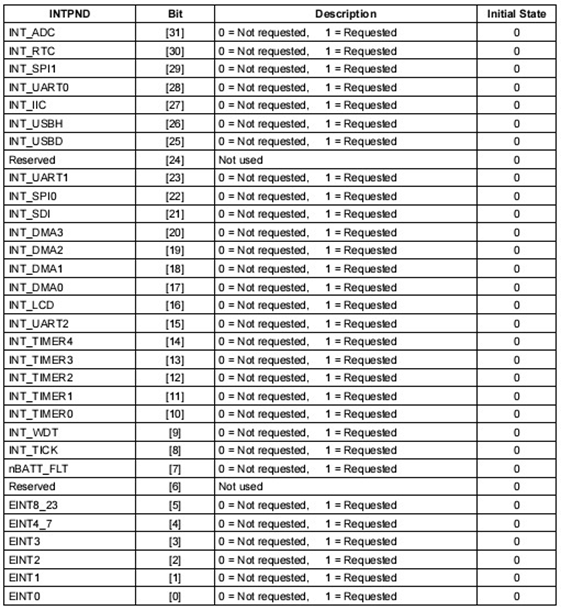 INTPND Bit Description Initial State
INT_ADC [31] 0 = Not requested, 1 = Requested 0
INT_RTC [30] 0 = Not requested, 1 = Requested 0
INT_SPI1 [29] 0 = Not requested, 1 = Requested 0
INT_UART0 [28] 0 = Not requested, 1 = Requested 0
INT_IIC [27] 0 = Not requested, 1 = Requested 0
INT_USBH [26] 0 = Not requested, 1 = Requested 0
INT_USBD [25] 0 = Not requested, 1 = Requested 0
Reserved [24] Not used 0
INT_UART1 [23] 0 = Not requested, 1 = Requested 0
INT_SPI0 [22] 0 = Not requested, 1 = Requested 0
INT_SDI [21] 0 = Not requested, 1 = Requested 0
INT_DMA3 [20] 0 = Not requested, 1 = Requested 0
INT_DMA2 [19] 0 = Not requested, 1 = Requested 0
INT_DMA1 [18] 0 = Not requested, 1 = Requested 0
INT_DMA0 [17] 0 = Not requested, 1 = Requested 0
INT_LCD [16] 0 = Not requested, 1 = Requested 0
INT_UART2 [15] 0 = Not requested, 1 = Requested 0
INT_TIMER4 [14] 0 = Not requested, 1 = Requested 0
INT_TIMER3 [13] 0 = Not requested, 1 = Requested 0
INT_TIMER2 [12] 0 = Not requested, 1 = Requested 0
INT_TIMER1 [11] 0 = Not requested, 1 = Requested 0
INT_TIMER0 [10] 0 = Not requested, 1 = Requested 0
INT_WDT [9] 0 = Not requested, 1 = Requested 0
INT_TICK [8] 0 = Not requested, 1 = Requested 0
nBATT_FLT [7] 0 = Not requested, 1 = Requested 0
Reserved [6] Not used 0
EINT8_23 [5] 0 = Not requested, 1 = Requested 0
EINT4_7 [4] 0 = Not requested, 1 = Requested 0
EINT3 [3] 0 = Not requested, 1 = Requested 0
EINT2 [2] 0 = Not requested, 1 = Requested 0
EINT1 [1] 0 = Not requested, 1 = Requested 0
EINT0 [0] 0 = Not requested, 1 = Requested 0